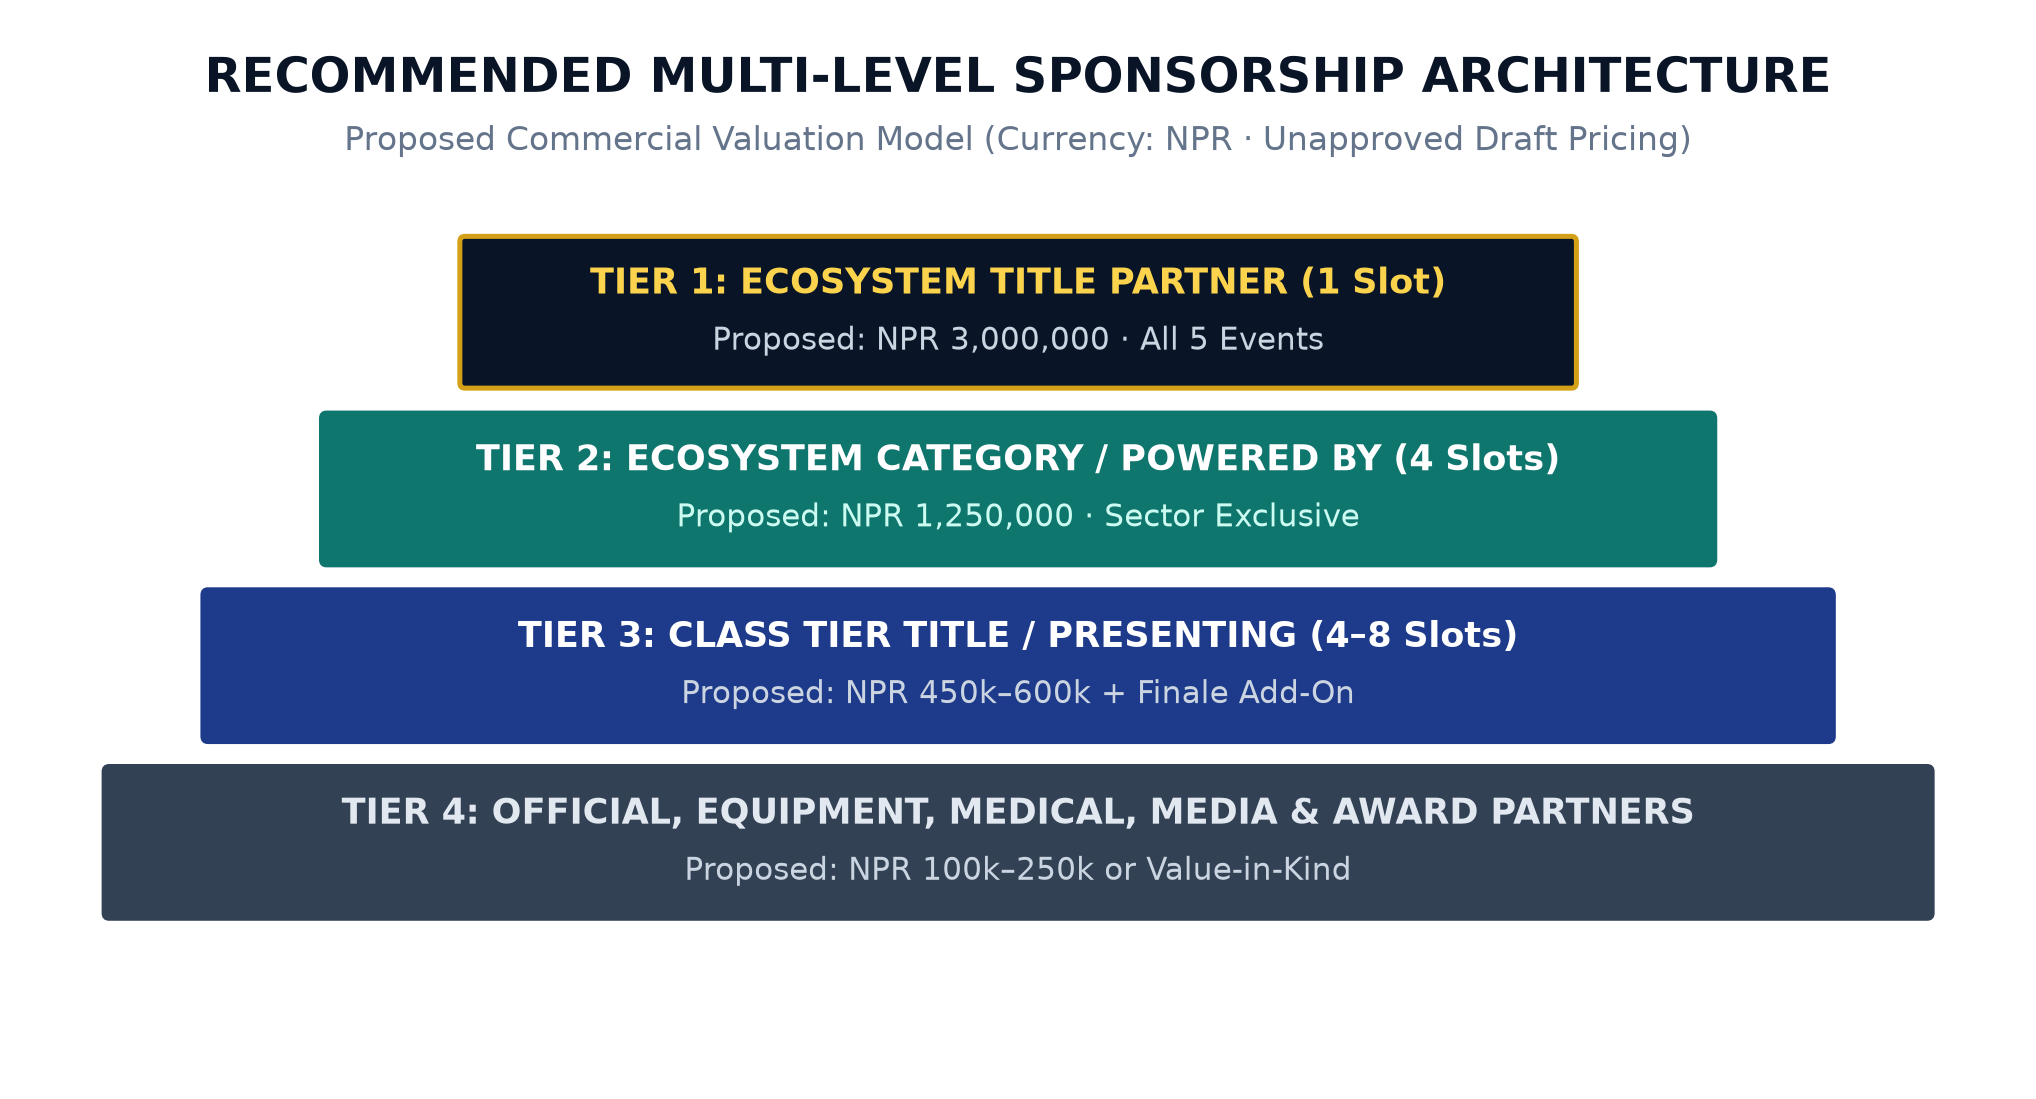 RECOMMENDED MULTI-LEVEL SPONSORSHIP ARCHITECTURE
Proposed Commercial Valuation Model (Currency: NPR · Unapproved Draft Pricing)
TIER 1: ECOSYSTEM TITLE PARTNER (1 Slot)
Proposed: NPR 3,000,000 · All 5 Events
TIER 2: ECOSYSTEM CATEGORY / POWERED BY (4 Slots)
Proposed: NPR 1,250,000 · Sector Exclusive
TIER 3: CLASS TIER TITLE / PRESENTING (4–8 Slots)
Proposed: NPR 450k–600k + Finale Add-On
TIER 4: OFFICIAL, EQUIPMENT, MEDICAL, MEDIA & AWARD PARTNERS
Proposed: NPR 100k–250k or Value-in-Kind